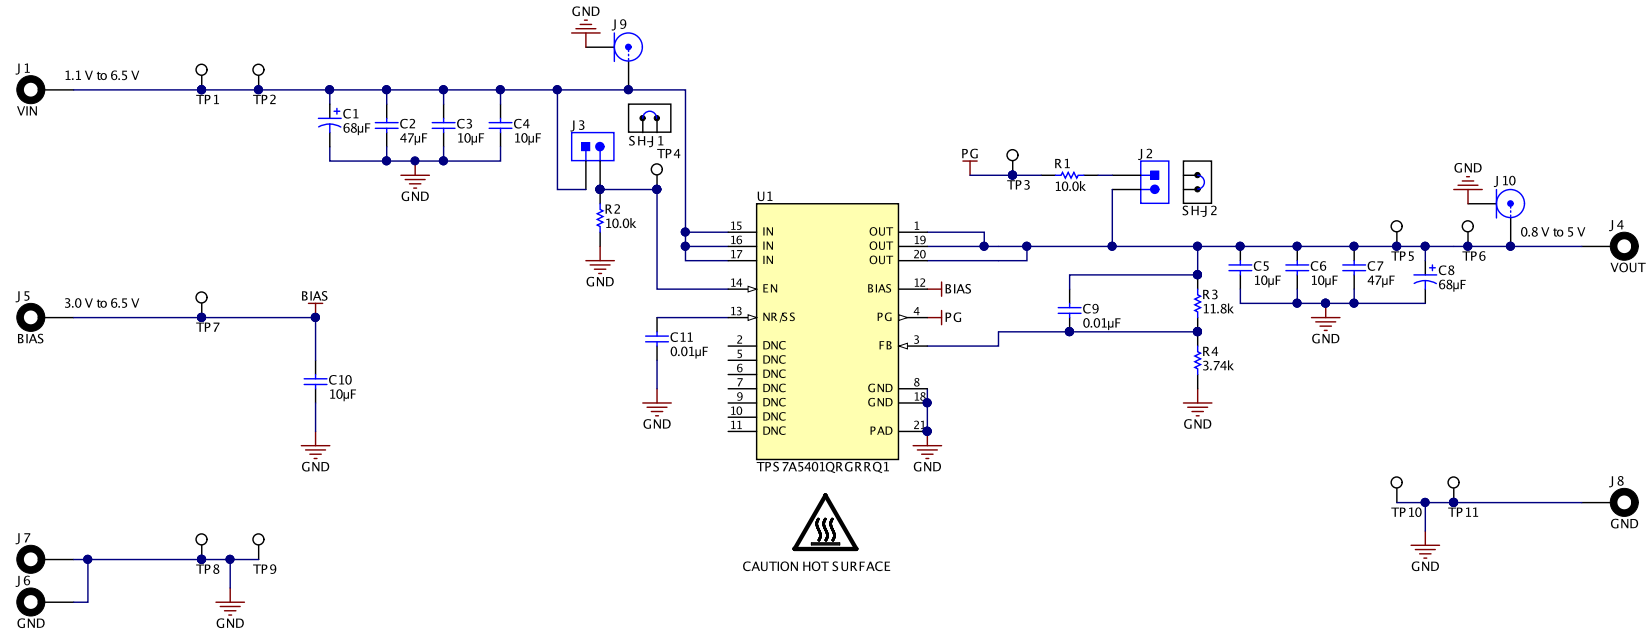 J1
1.1 V to 6.5 V
VIN
TP1
TP2
C1
68µF
+
C2
47µF
C3
10µF
C4
10µF
GND
GND
J9
J3
SH-J1
TP4
R2
10.0k
GND
J5
3.0 V to 6.5 V
BIAS
TP7
BIAS
C10
10µF
GND
C11
0.01µF
GND
U1
15 IN
16 IN
17 IN
14 EN
13 NR/SS
2 DNC
5 DNC
6 DNC
7 DNC
9 DNC
10 DNC
11 DNC
OUT 1
OUT 19
OUT 20
BIAS 12 BIAS
PG 4 PG
FB 3
GND 8
GND 18
PAD 21
GND
TPS7A5401QRGRRQ1
CAUTION HOT SURFACE
PG
TP3
R1
10.0k
J2
SH-J2
C9
0.01µF
R3
11.8k
R4
3.74k
GND
C5
10µF
C6
10µF
C7
47µF
GND
TP5
C8
68µF
+
TP6
GND
J10
0.8 V to 5 V
J4
VOUT
J7
J6
GND
TP8
TP9
GND
TP10
TP11
GND
J8
GND